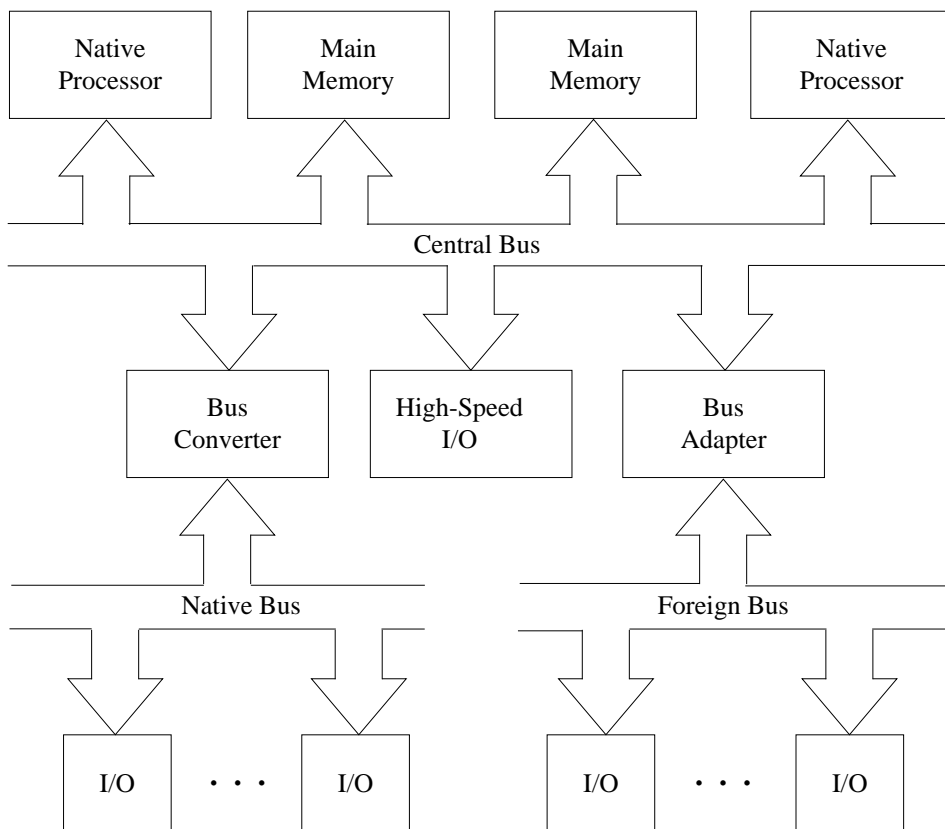 Native
Processor
Main
Memory
Main
Memory
Native
Processor
Central Bus
Bus
Converter
High-Speed
I/O
Bus
Adapter
Native Bus
Foreign Bus
I/O
. . .
I/O
I/O
. . .
I/O